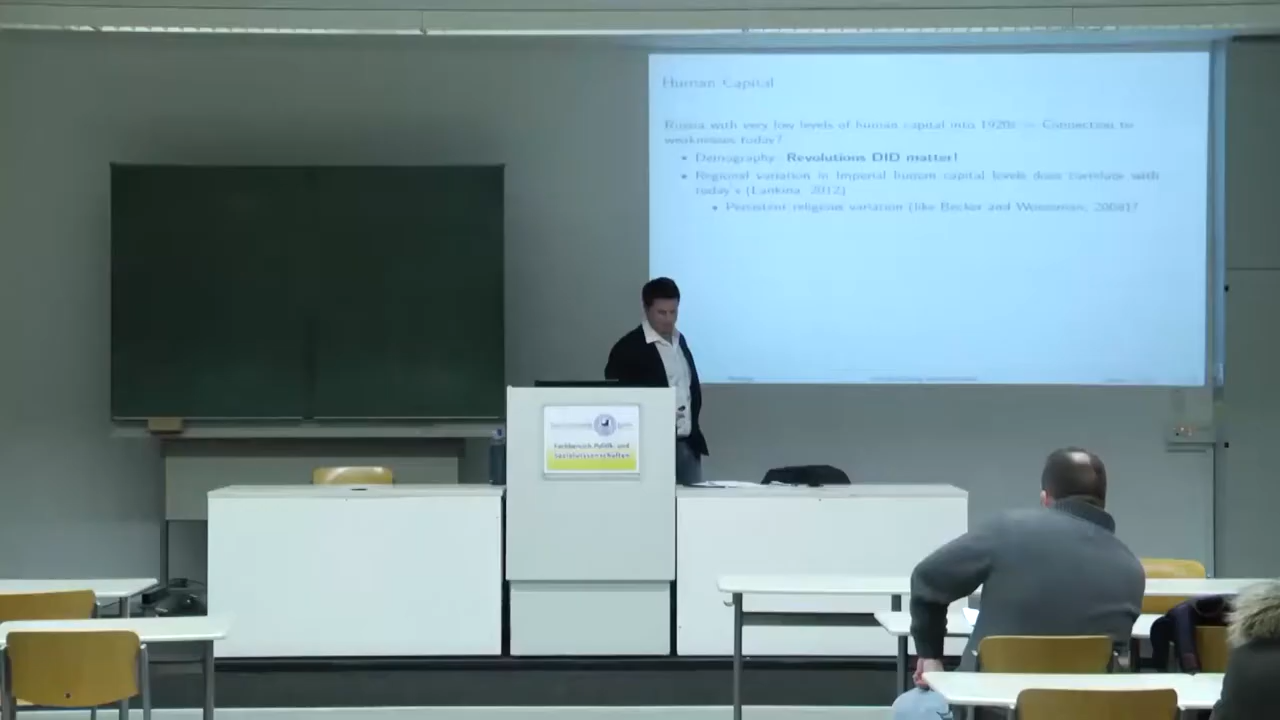 Human Capital
Russia with very low levels of human capital into 1920s Connection to
weaknesses today?
Demography: Revolutions DID matter!
Regional variation in Imperial human capital levels does correlate with
today's (Lankina, 2012)
Persistent religious variation (like Becker and Woessman, 2009)?
Fachbereich Politik- und
Sozialwissenschaften